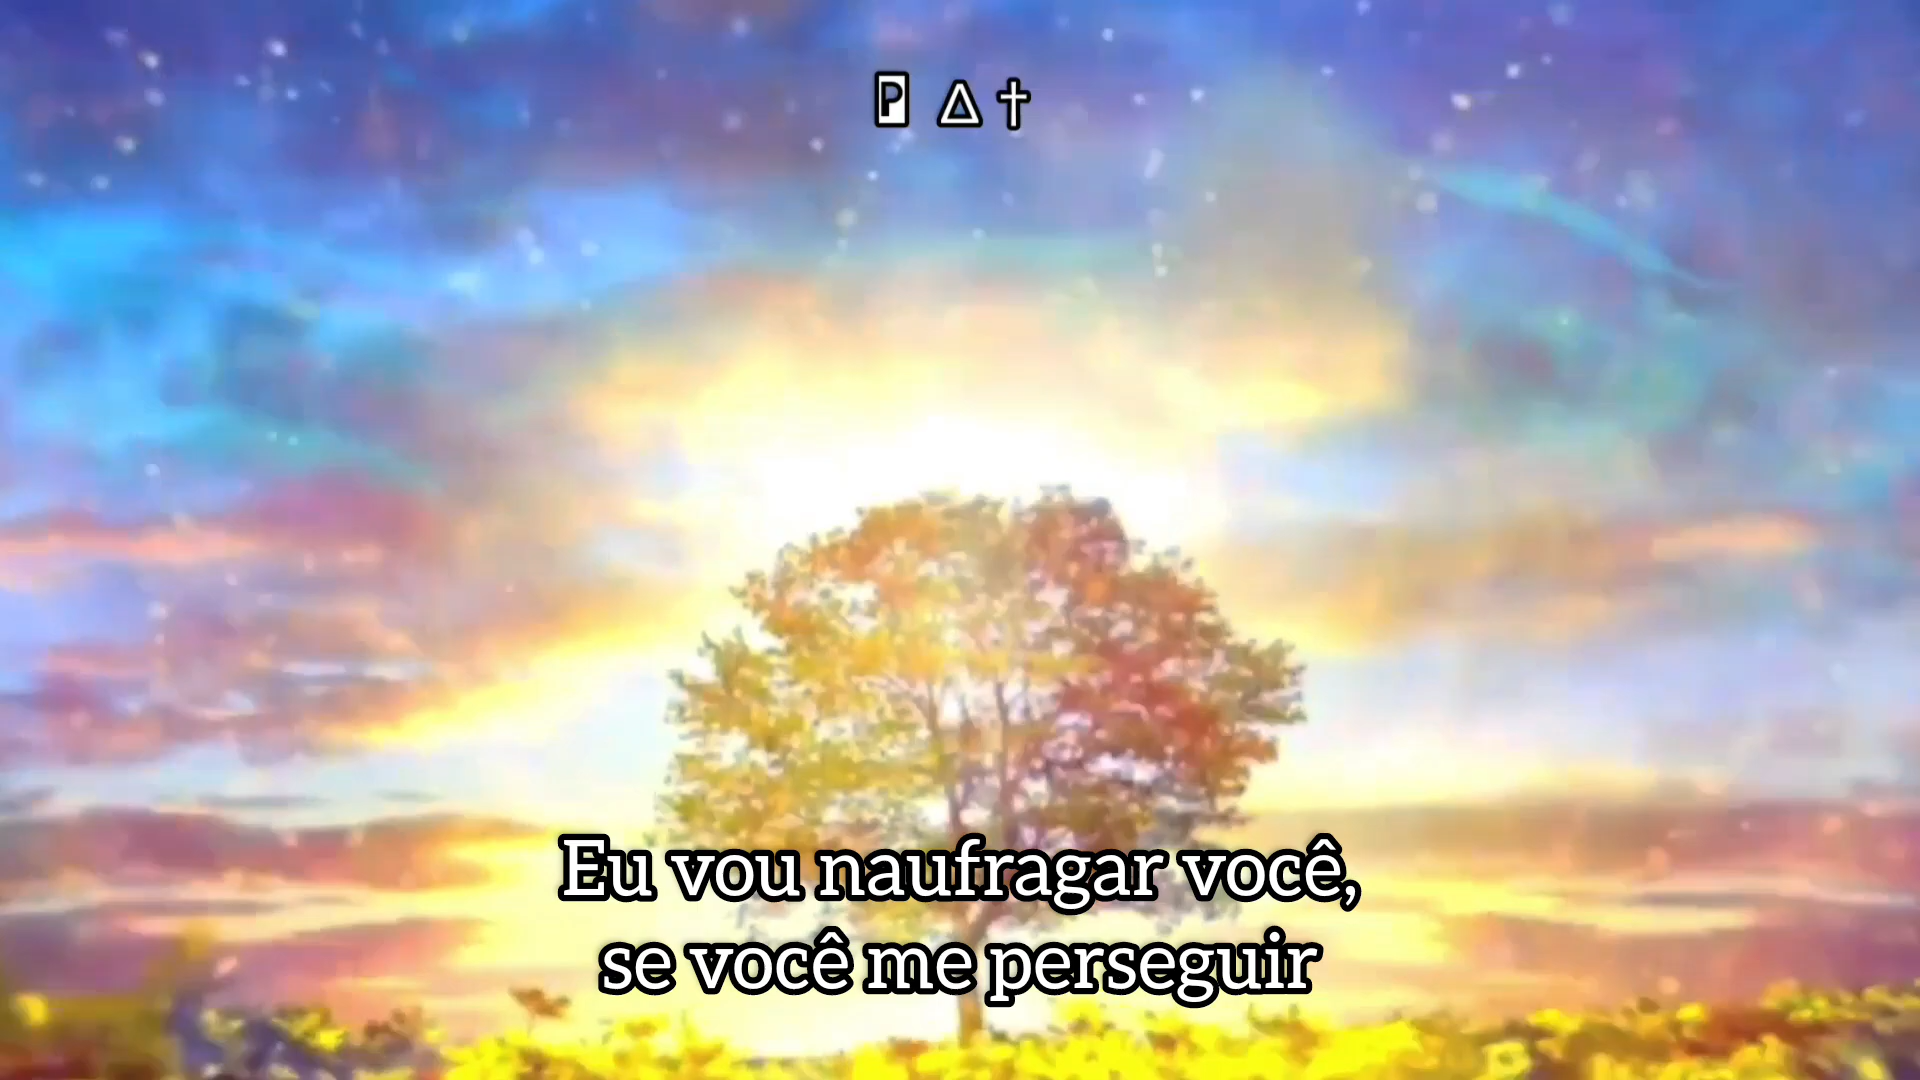 🄿 Δ †
Eu vou naufragar você,
se você me perseguir